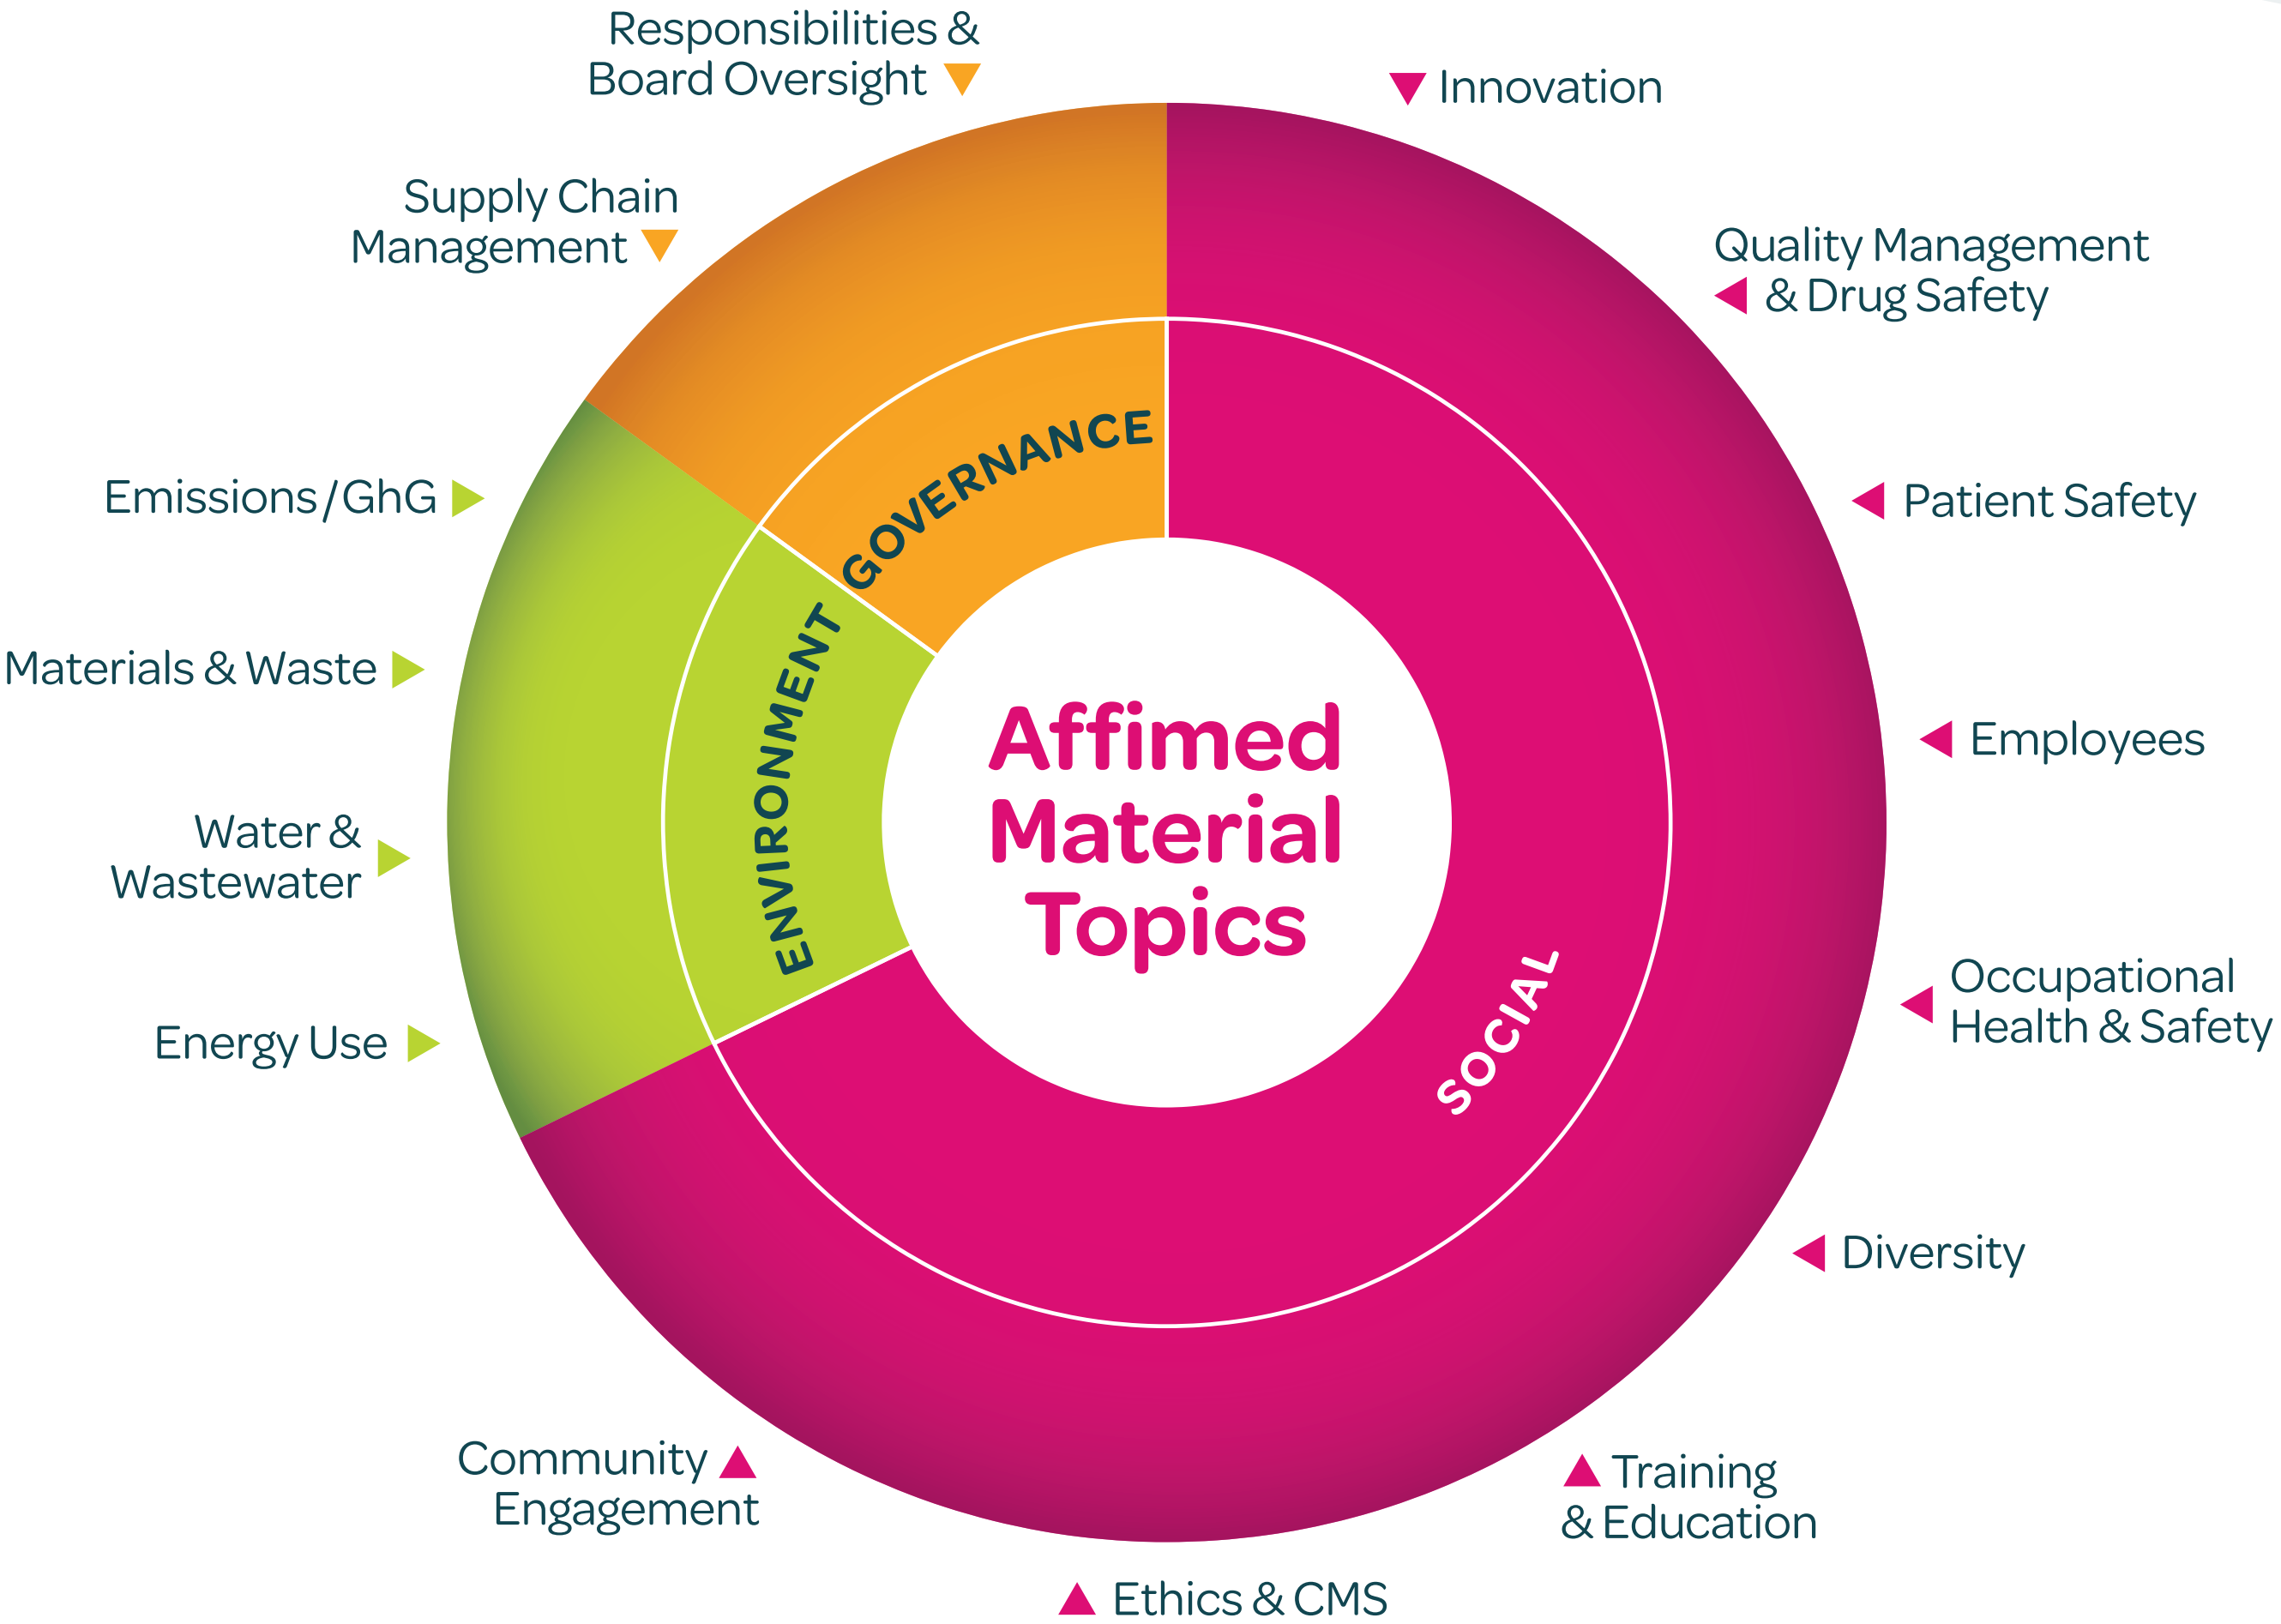 Responsibilities &
Board Oversight
Innovation
Supply Chain
Management
Quality Management
& Drug Safety
GOVERNANCE
Emissions/GhG
Patient Safety
ENVIRONMENT
Materials & Waste
Affimed
Material
Topics
Employees
Water &
Wastewater
SOCIAL
Occupational
Health & Safety
Energy Use
Diversity
Community
Engagement
Training
& Education
Ethics & CMS